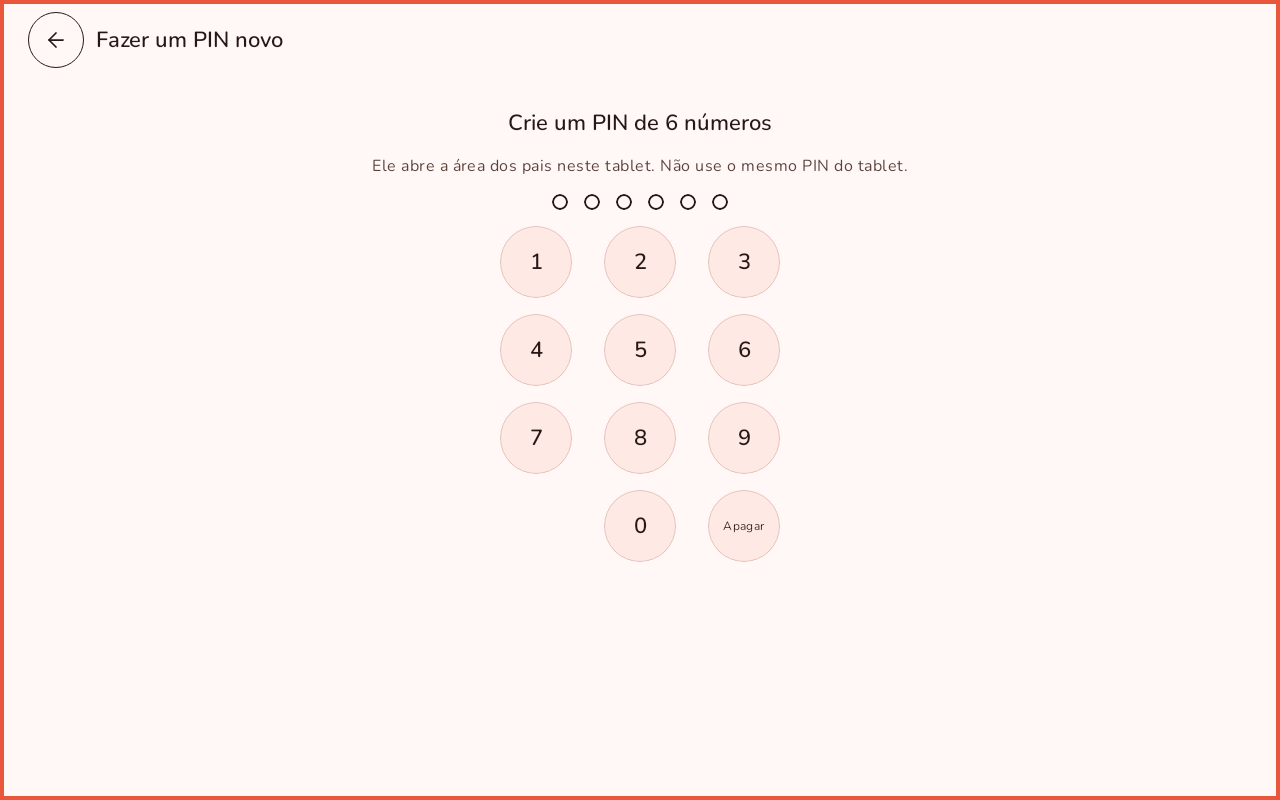 Fazer um PIN novo
Crie um PIN de 6 números
Ele abre a área dos pais neste tablet. Não use o mesmo PIN do tablet.
1 2 3
4 5 6
7 8 9
0 Apagar